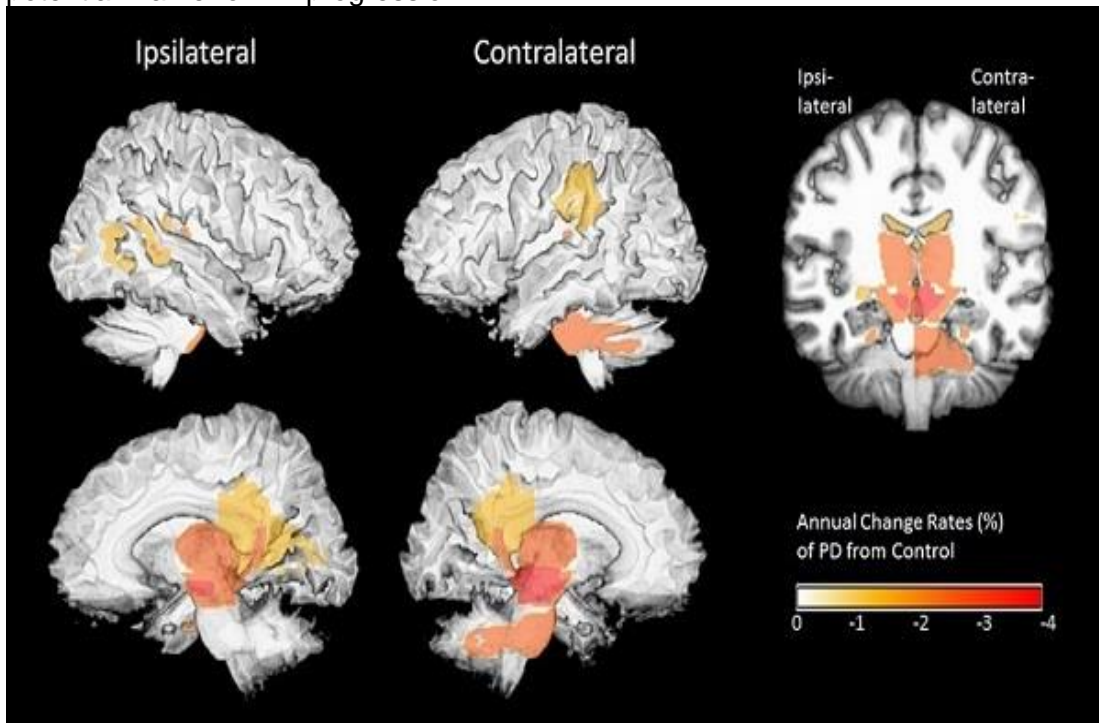 Ipsilateral
Contralateral
Ipsi-
lateral
Contra-
lateral
Annual Change Rates (%)
of PD from Control
0 -1 -2 -3 -4